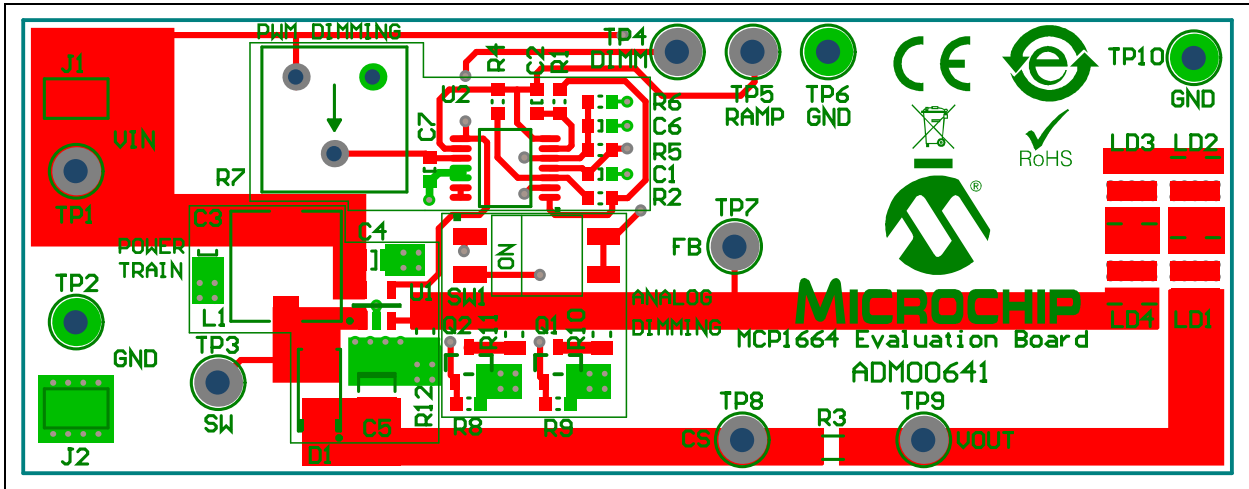 PWM DIMMING
J1
VIN
TP1
R7
R4
C2
R1
U2
C7
TP4
DIMM
TP5
RAMP
TP6
GND
CE
e
RoHS
®
TP10
GND
R6
C6
R5
C1
R2
LD3
LD2
C3
POWER
TRAIN
C4
ON
TP7
FB
TP2
GND
L1
U1
SW1
ANALOG
DIMMING
MICROCHIP
MCP1664 Evaluation Board
ADM00641
LD4
LD1
TP3
SW
Q2
R11
Q1
R10
J2
D1
C5
R12
R8
R9
TP8
CS
R3
TP9
VOUT